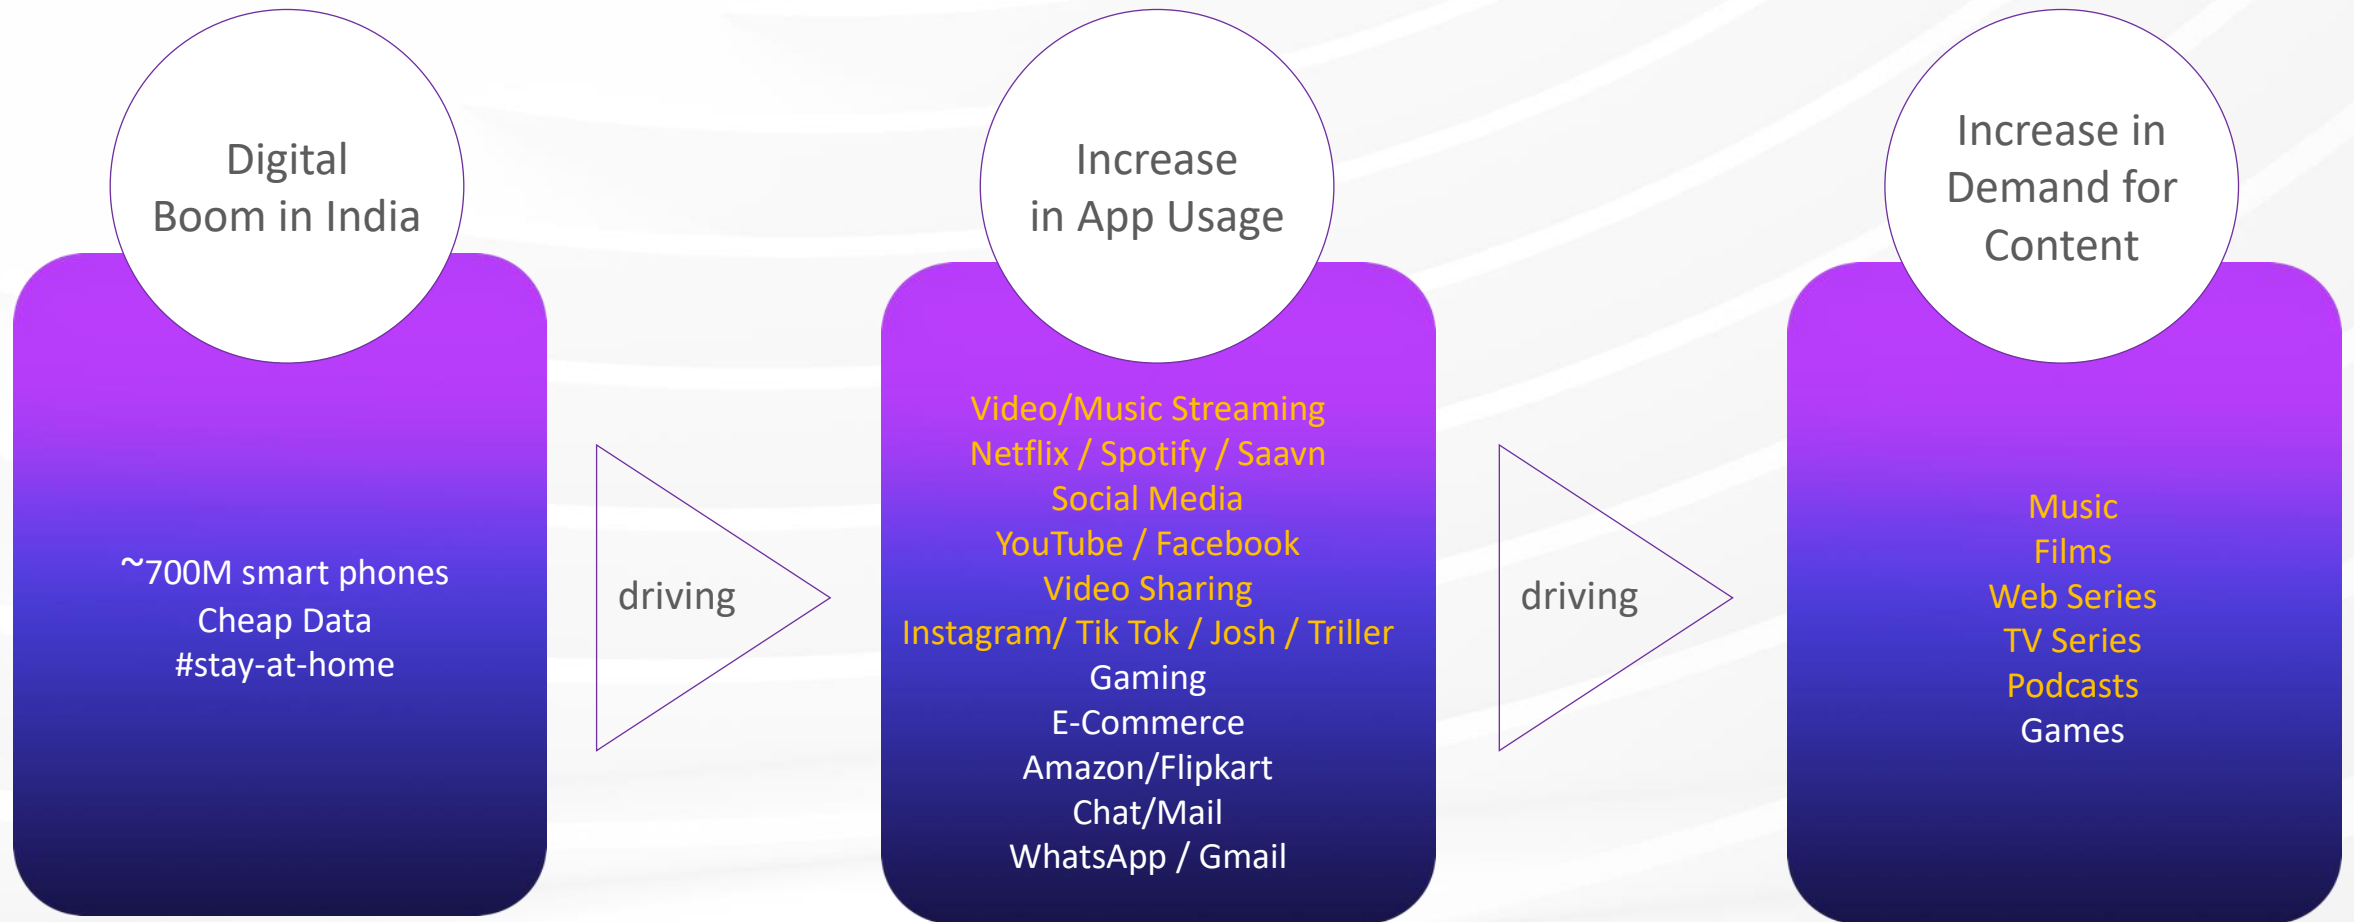 Digital
Boom in India
~700M smart phones
Cheap Data
#stay-at-home
driving
Increase
in App Usage
Video/Music Streaming
Netflix / Spotify / Saavn
Social Media
YouTube / Facebook
Video Sharing
Instagram/ Tik Tok / Josh / Triller
Gaming
E-Commerce
Amazon/Flipkart
Chat/Mail
WhatsApp / Gmail
driving
Increase in
Demand for
Content
Music
Films
Web Series
TV Series
Podcasts
Games